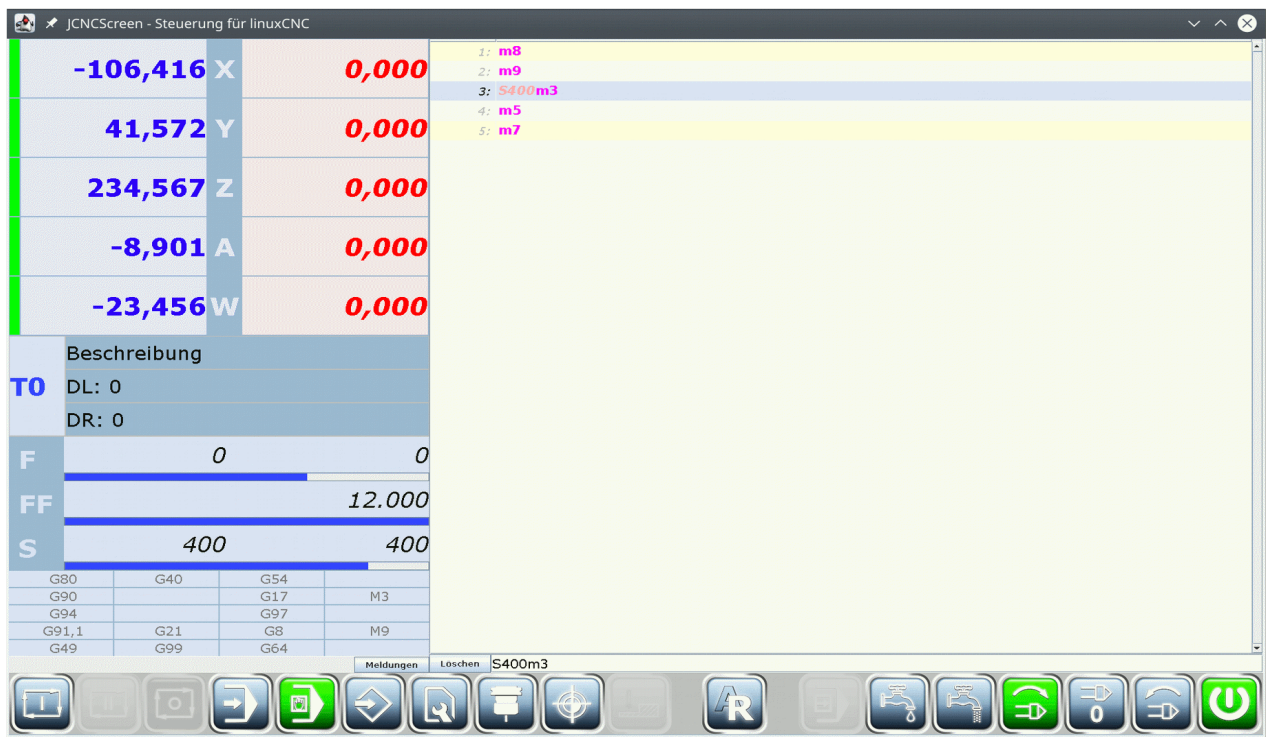 JCNCScreen - Steuerung für linuxCNC
-106,416 X 0,000
41,572 Y 0,000
234,567 Z 0,000
-8,901 A 0,000
-23,456 W 0,000
T0
Beschreibung
DL: 0
DR: 0
F 0 0
FF 12.000
S 400 400
G80 G40 G54
G90 G17 M3
G94 G97
G91,1 G21 G8 M9
G49 G99 G64
Meldungen
1: m8
2: m9
3: S400m3
4: m5
5: m7
Löschen S400m3
AR
0